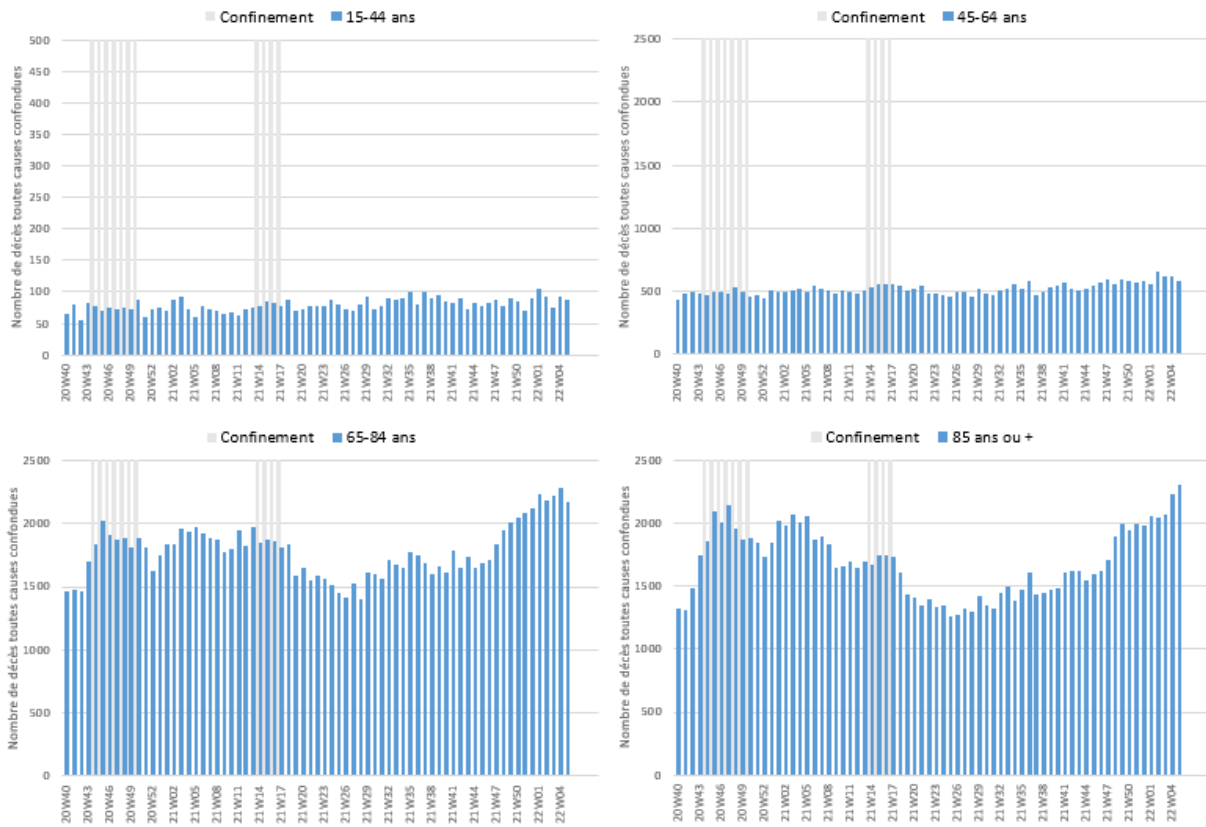 Confinement 15-44 ans
Nombre de décès toutes causes confondues
500
450
400
350
300
250
200
150
100
50
0
20W40 20W43 20W46 20W49 20W52 21W02 21W05 21W08 21W11 21W14 21W17 21W20 21W23 21W26 21W29 21W32 21W35 21W38 21W41 21W44 21W47 21W50 22W01 22W04
Confinement 45-64 ans
Nombre de décès toutes causes confondues
2500
2000
1500
1000
500
0
20W40 20W43 20W46 20W49 20W52 21W02 21W05 21W08 21W11 21W14 21W17 21W20 21W23 21W26 21W29 21W32 21W35 21W38 21W41 21W44 21W47 21W50 22W01 22W04
Confinement 65-84 ans
Nombre de décès toutes causes confondues
2500
2000
1500
1000
500
0
20W40 20W43 20W46 20W49 20W52 21W02 21W05 21W08 21W11 21W14 21W17 21W20 21W23 21W26 21W29 21W32 21W35 21W38 21W41 21W44 21W47 21W50 22W01 22W04
Confinement 85 ans ou +
Nombre de décès toutes causes confondues
2500
2000
1500
1000
500
0
20W40 20W43 20W46 20W49 20W52 21W02 21W05 21W08 21W11 21W14 21W17 21W20 21W23 21W26 21W29 21W32 21W35 21W38 21W41 21W44 21W47 21W50 22W01 22W04